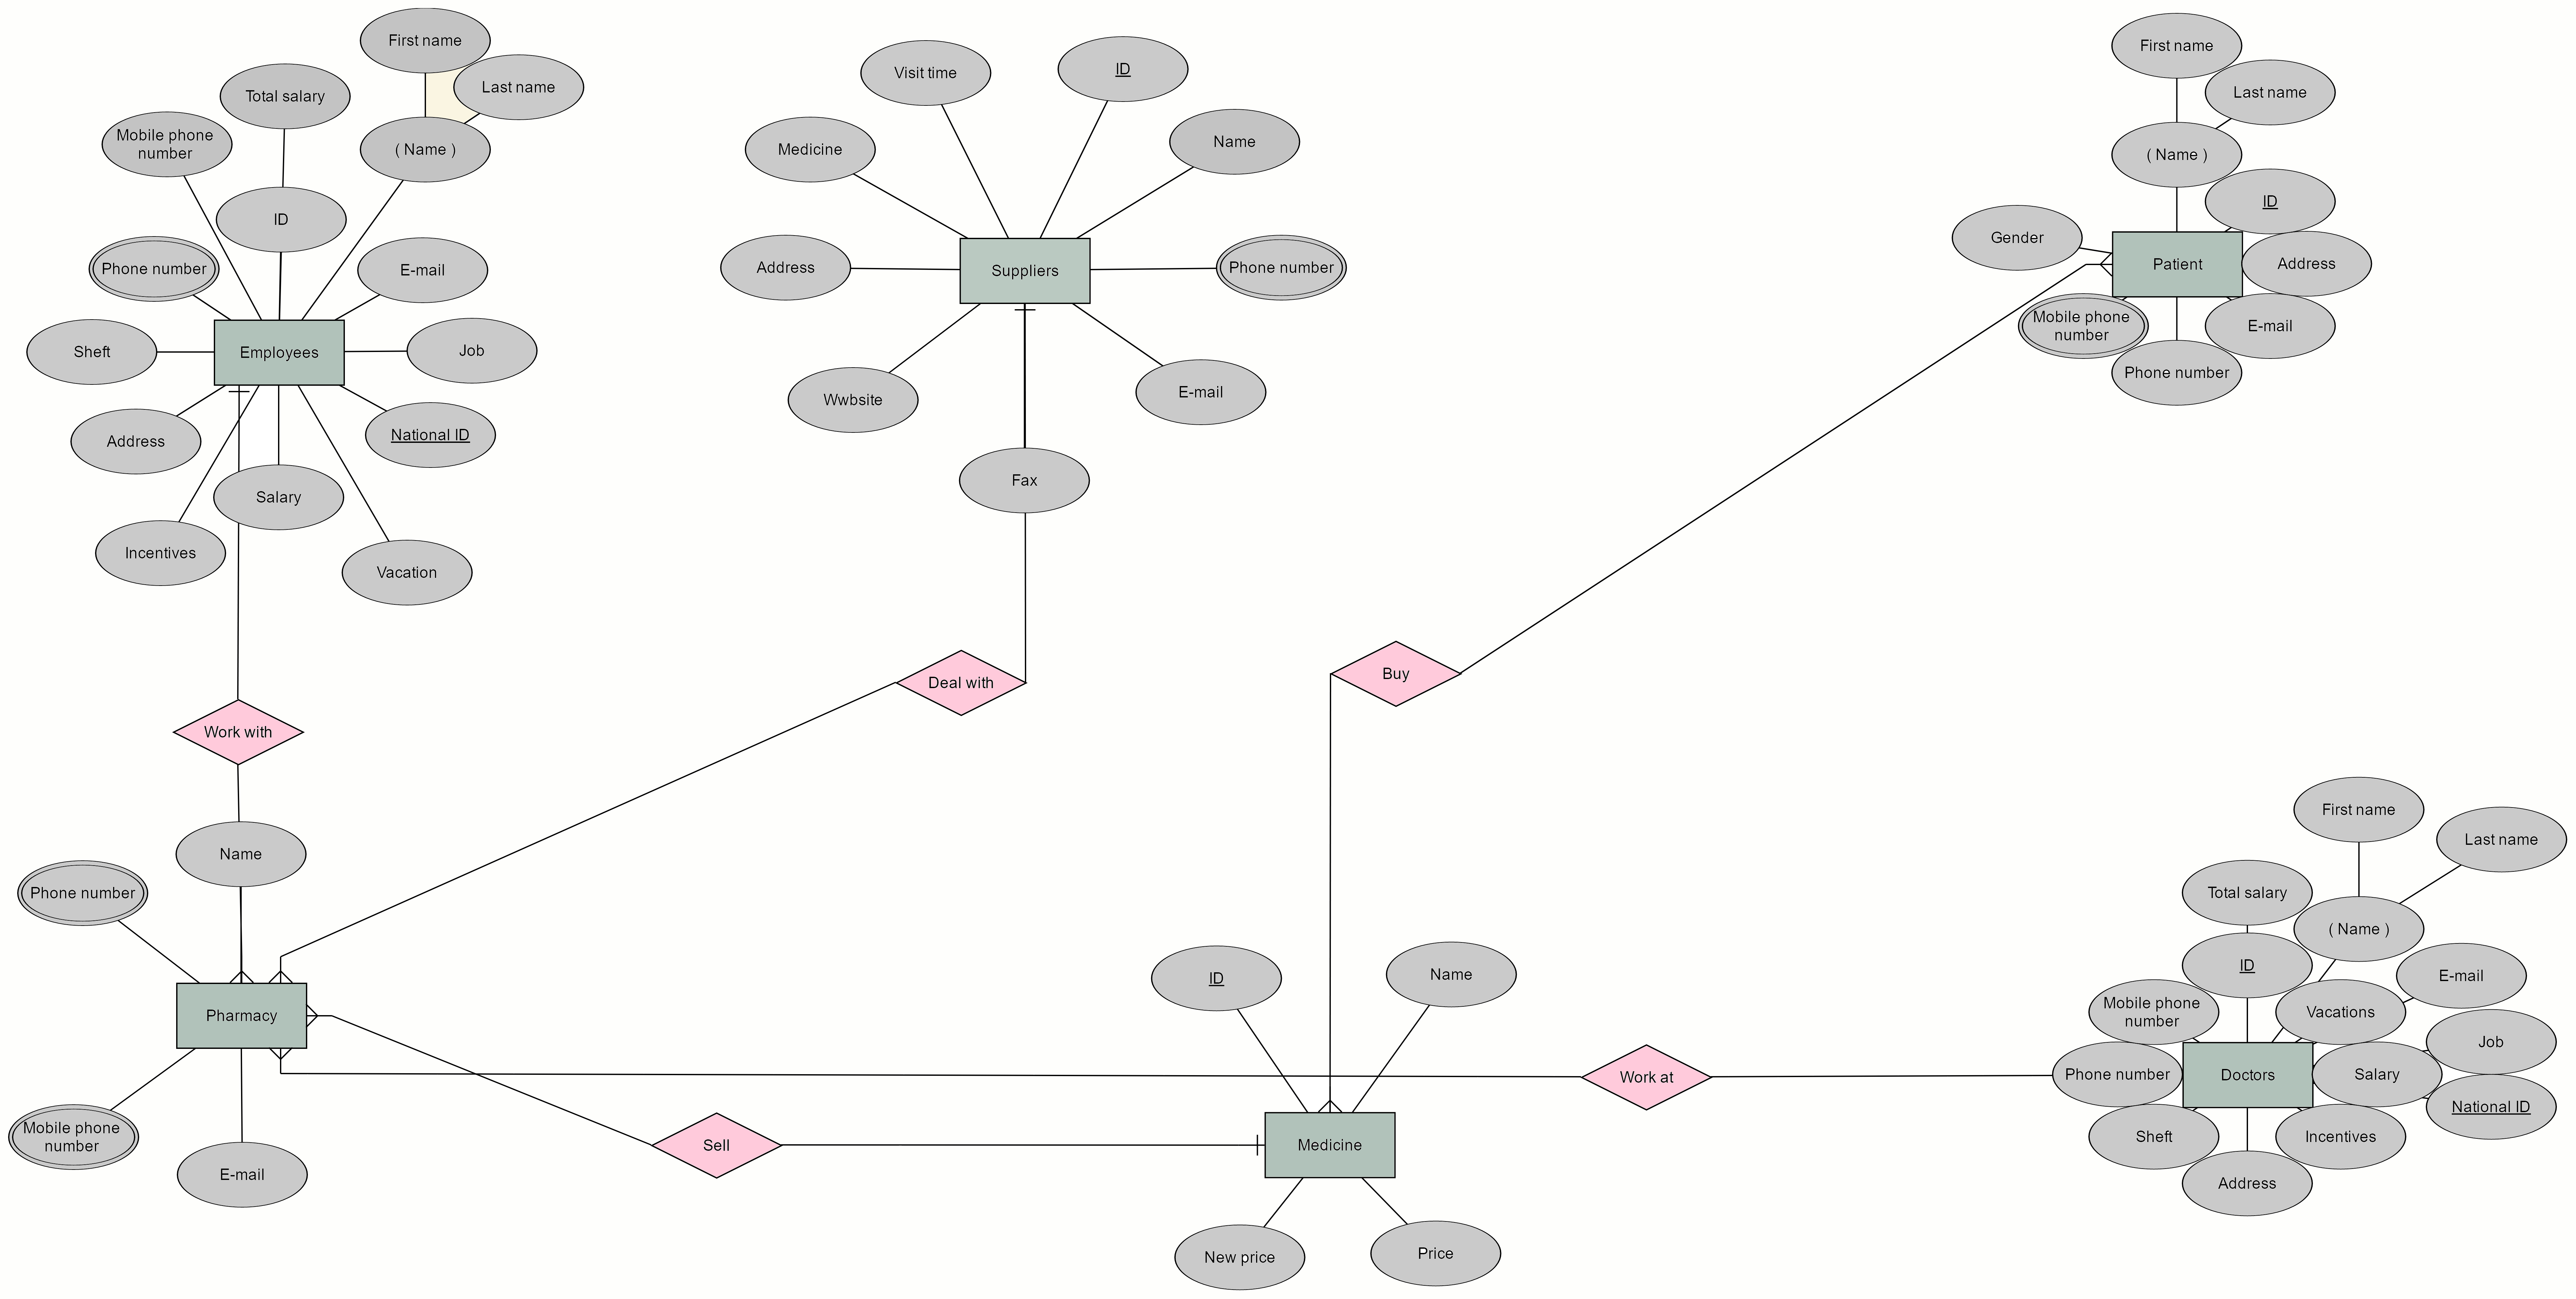 First name
Last name
Total salary
Mobile phone
number
( Name )
ID
Phone number
E-mail
Sheft
Employees
Job
Address
National ID
Salary
Incentives
Vacation
Visit time
ID
Medicine
Name
Address
Suppliers
Phone number
Wwbsite
E-mail
Fax
First name
Last name
( Name )
ID
Gender
Patient
Address
Mobile phone
number
E-mail
Phone number
Work with
Deal with
Buy
Name
Phone number
Pharmacy
Mobile phone
number
E-mail
Sell
ID
Name
Medicine
New price
Price
Work at
First name
Last name
Total salary
( Name )
ID
E-mail
Mobile phone
number
Vacations
Job
Phone number
Doctors
Salary
National ID
Sheft
Incentives
Address